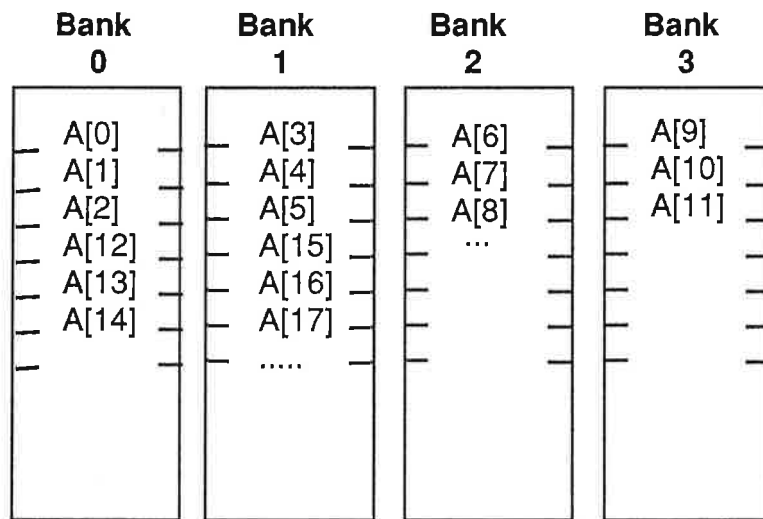 Bank Bank Bank Bank
0 1 2 3
A[0] A[3] A[6] A[9]
A[1] A[4] A[7] A[10]
A[2] A[5] A[8] A[11]
A[12] A[15] ...
A[13] A[16]
A[14] A[17]
.....